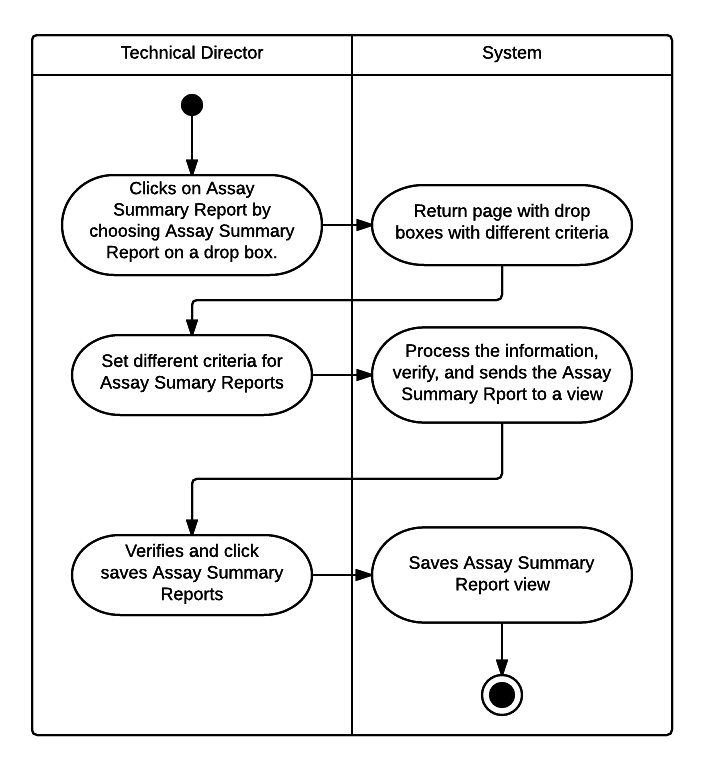 Technical Director
System
Clicks on Assay
Summary Report by
choosing Assay Summary
Report on a drop box.
Return page with drop
boxes with different criteria
Set different criteria for
Assay Sumary Reports
Process the information,
verify, and sends the Assay
Summary Rport to a view
Verifies and click
saves Assay Summary
Reports
Saves Assay Summary
Report view